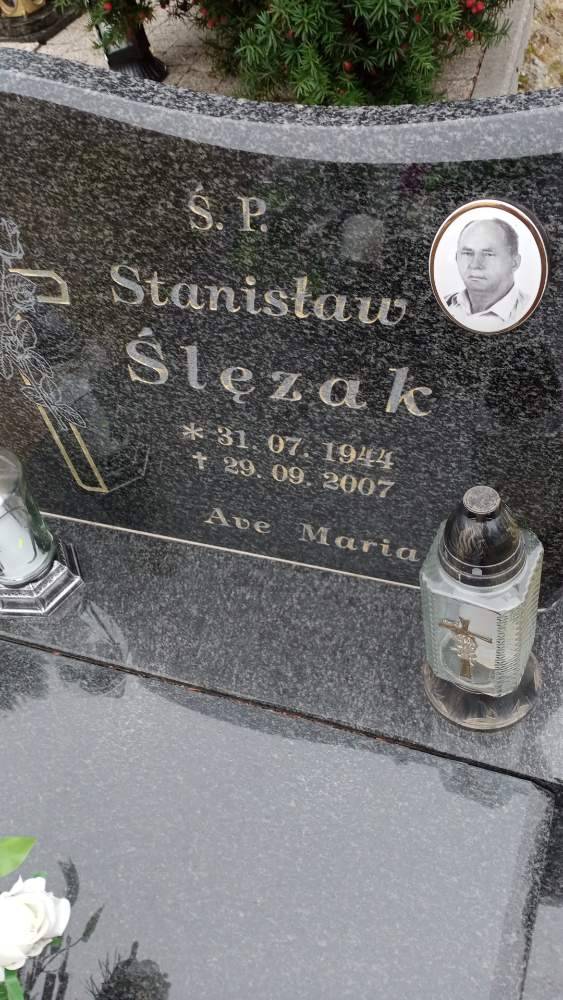 Ś. P.
Stanisław
Ślęzak
* 31. 07. 1944
† 29. 09. 2007
Ave Maria